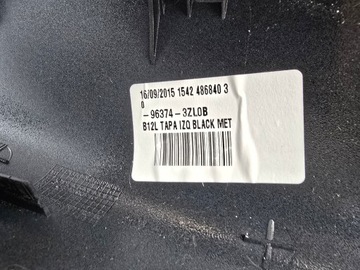 16/09/2015 1542 486840 3
0
-96374-3ZL0B
B12L TAPA IZQ BLACK MET